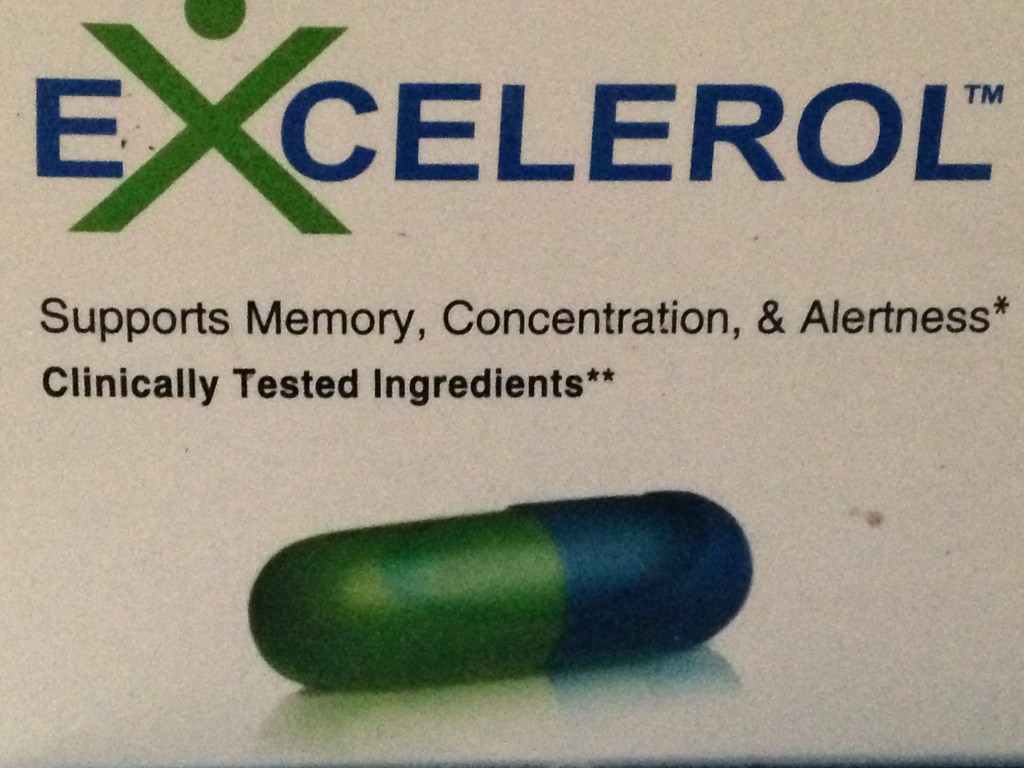 EXCELEROL™
Supports Memory, Concentration, & Alertness*
Clinically Tested Ingredients**